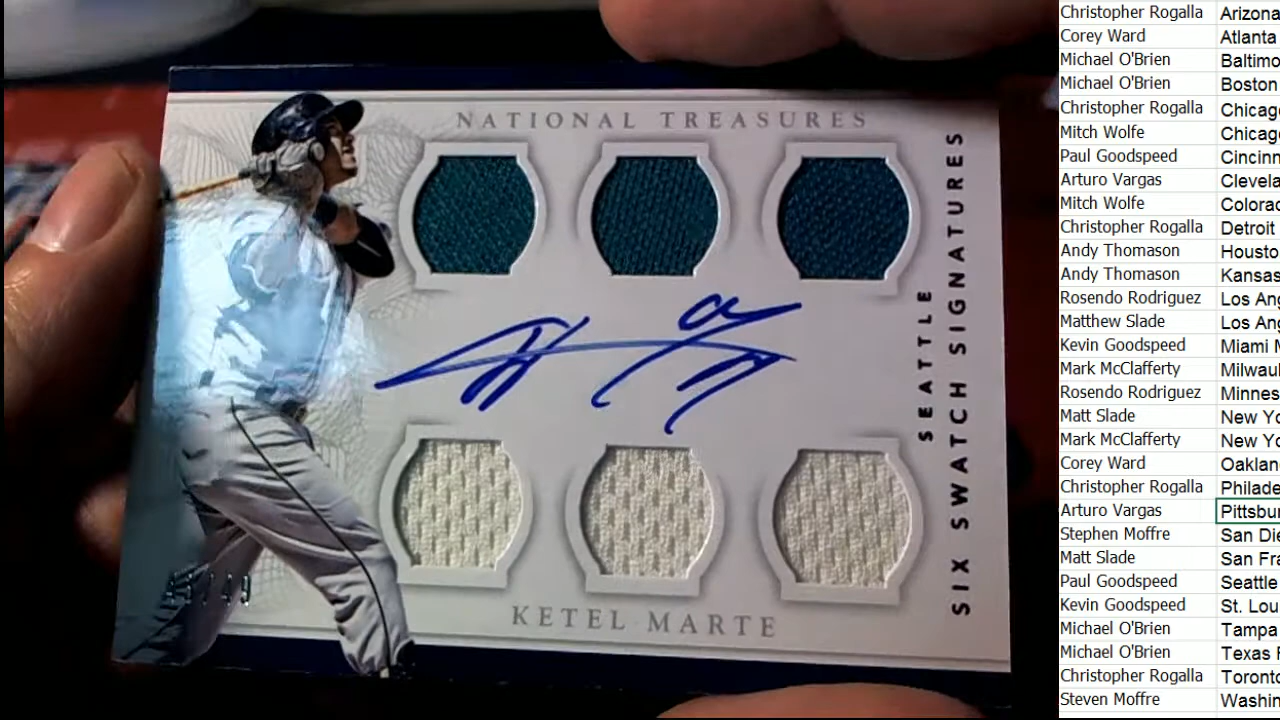 NATIONAL TREASURES
SEATTLE
SIX SWATCH SIGNATURES
KETEL MARTE
Christopher Rogalla Arizona
Corey Ward Atlanta
Michael O'Brien Baltimo
Michael O'Brien Boston
Christopher Rogalla Chicag
Mitch Wolfe Chicag
Paul Goodspeed Cincinn
Arturo Vargas Clevela
Mitch Wolfe Colorad
Christopher Rogalla Detroit
Andy Thomason Housto
Andy Thomason Kansas
Rosendo Rodriguez Los Ang
Matthew Slade Los Ang
Kevin Goodspeed Miami M
Mark McClafferty Milwauk
Rosendo Rodriguez Minnes
Matt Slade New Yo
Mark McClafferty New Yo
Corey Ward Oakland
Christopher Rogalla Philade
Arturo Vargas Pittsbur
Stephen Moffre San Die
Matt Slade San Fra
Paul Goodspeed Seattle
Kevin Goodspeed St. Lou
Michael O'Brien Tampa
Michael O'Brien Texas R
Christopher Rogalla Toronto
Steven Moffre Washin